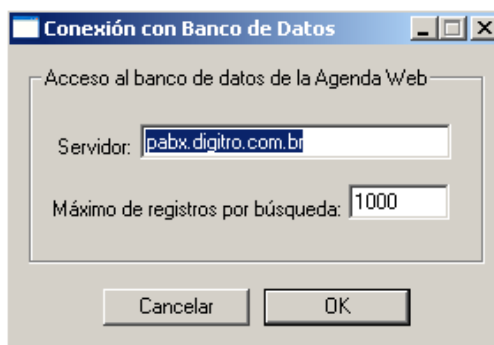 Conexión con Banco de Datos
Acceso al banco de datos de la Agenda Web
Servidor: pabx.digitro.com.br
Máximo de registros por búsqueda: 1000
Cancelar OK